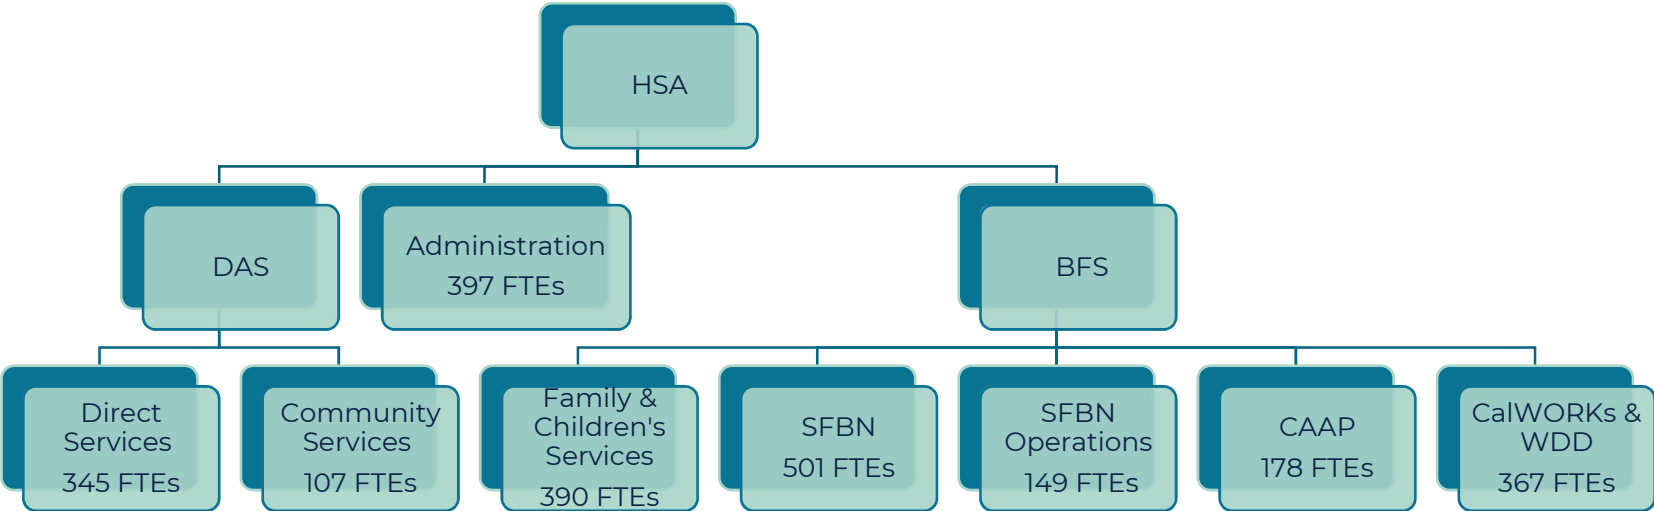 HSA
DAS
Administration
397 FTEs
BFS
Direct
Services
345 FTEs
Community
Services
107 FTEs
Family &
Children's
Services
390 FTEs
SFBN
501 FTEs
SFBN
Operations
149 FTEs
CAAP
178 FTEs
CalWORKs &
WDD
367 FTEs